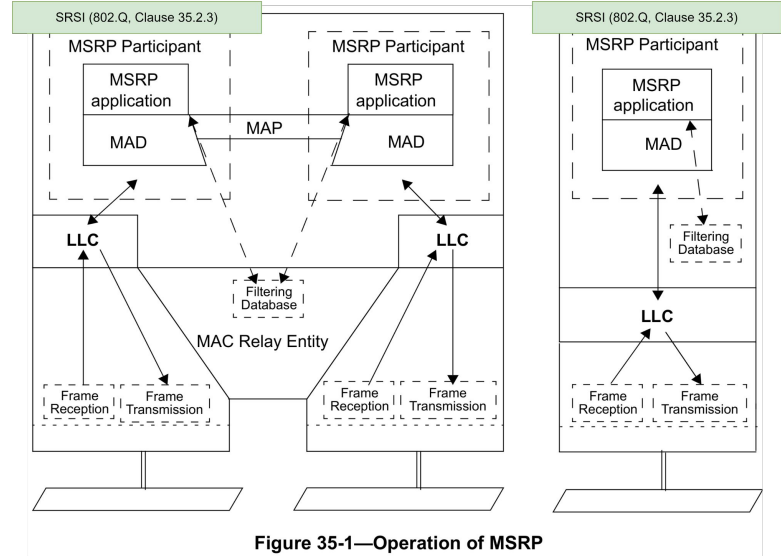 SRSI (802.Q, Clause 35.2.3)
SRSI (802.Q, Clause 35.2.3)
MSRP Participant
MSRP Participant
MSRP Participant
MSRP
application
MAD
MAP
MSRP
application
MAD
MSRP
application
MAD
LLC
LLC
Filtering
Database
MAC Relay Entity
Filtering
Database
LLC
Frame
Reception
Frame
Transmission
Frame
Reception
Frame
Transmission
Frame
Reception
Frame
Transmission
Figure 35-1—Operation of MSRP